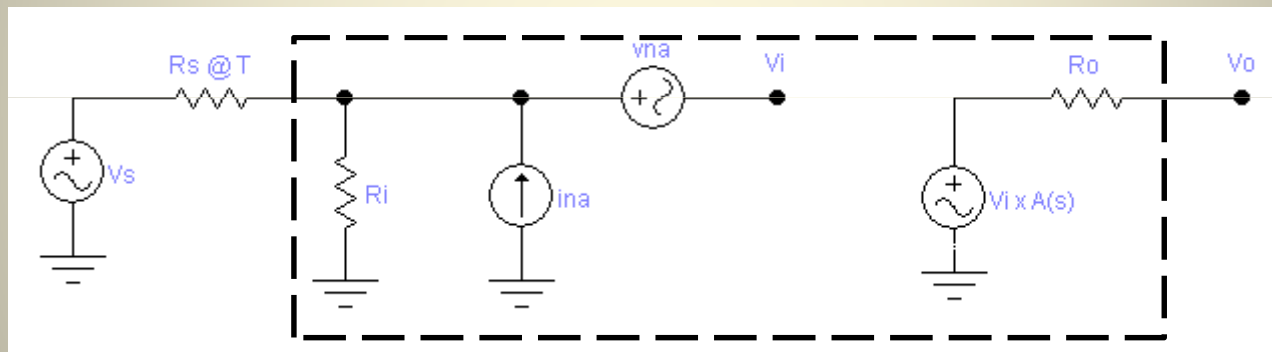 Rs @ T
vna
Vi
Ro
Vo
+
+
+
Vs
Ri
ina
Vi x A(s)